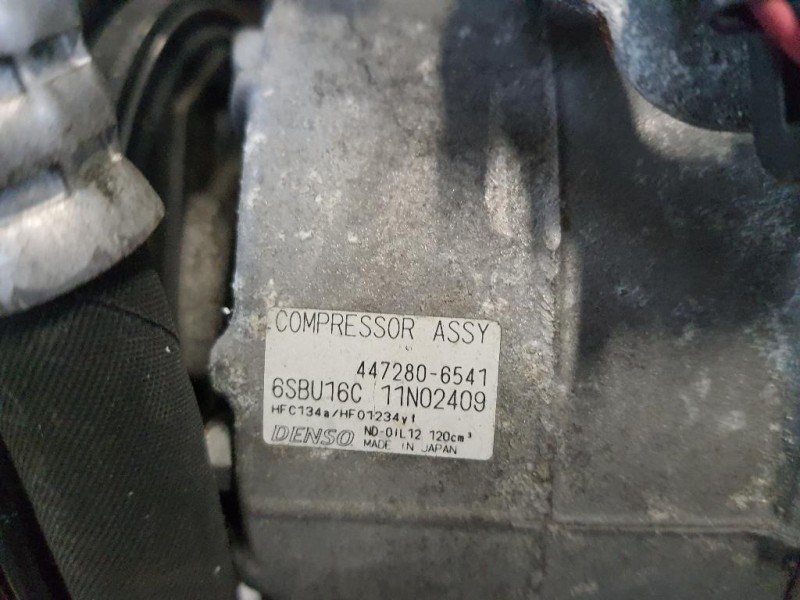 COMPRESSOR ASSY
447280-6541
6SBU16C 11N02409
HFC134a/HFO1234yf
DENSO ND-OIL12 120cm³
MADE IN JAPAN